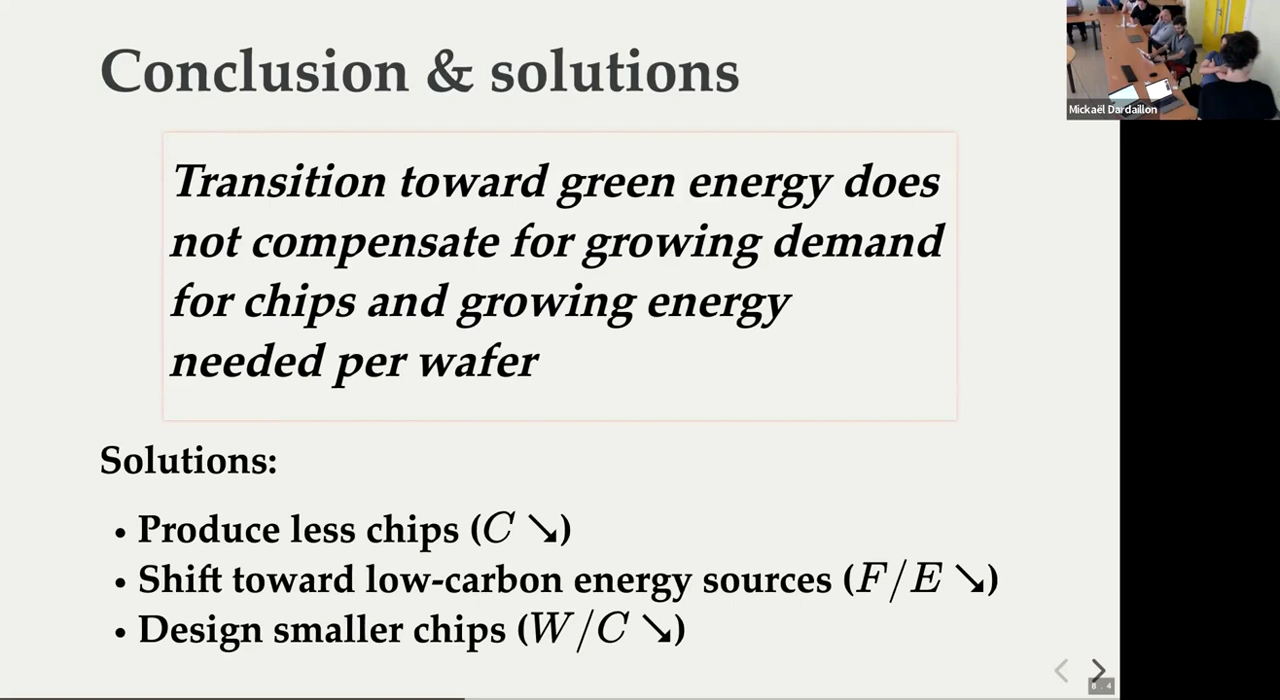 Conclusion & solutions
Mickaël Dardaillon
Transition toward green energy does
not compensate for growing demand
for chips and growing energy
needed per wafer
Solutions:
• Produce less chips (C ↘)
• Shift toward low-carbon energy sources (F/E ↘)
• Design smaller chips (W/C ↘)